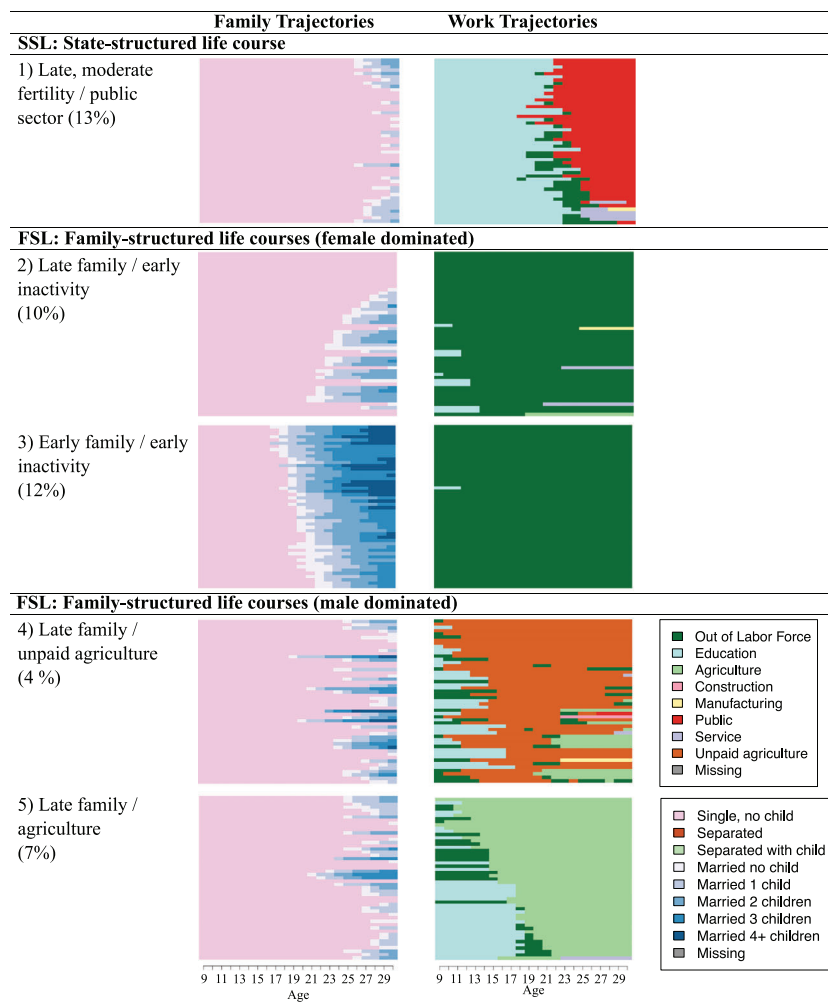 Family Trajectories Work Trajectories
SSL: State-structured life course
1) Late, moderate
fertility / public
sector (13%)
FSL: Family-structured life courses (female dominated)
2) Late family / early
inactivity
(10%)
3) Early family / early
inactivity
(12%)
FSL: Family-structured life courses (male dominated)
4) Late family /
unpaid agriculture
(4 %)
Out of Labor Force
Education
Agriculture
Construction
Manufacturing
Public
Service
Unpaid agriculture
Missing
5) Late family /
agriculture
(7%)
Single, no child
Separated
Separated with child
Married no child
Married 1 child
Married 2 children
Married 3 children
Married 4+ children
Missing
9 11 13 15 17 19 21 23 25 27 29
Age
9 11 13 15 17 19 21 23 25 27 29
Age